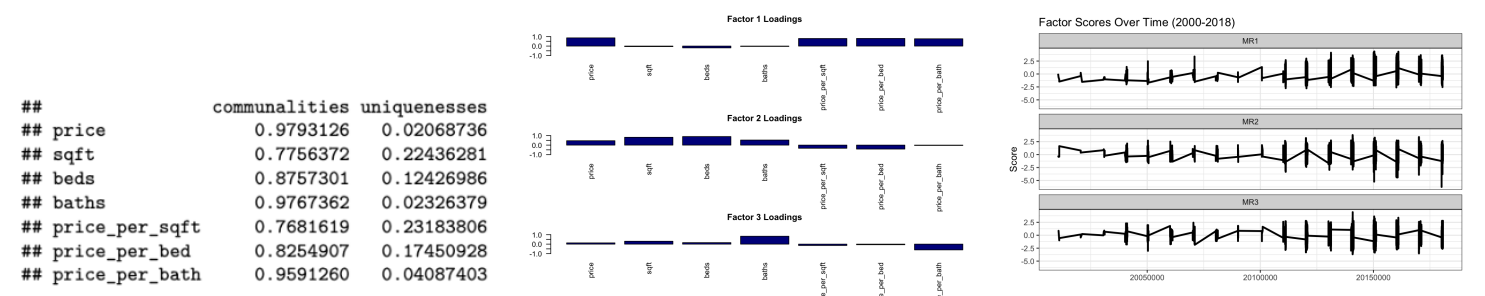 ##                communalities uniquenesses
## price              0.9793126   0.02068736
## sqft               0.7756372   0.22436281
## beds               0.8757301   0.12426986
## baths              0.9767362   0.02326379
## price_per_sqft     0.7681619   0.23183806
## price_per_bed      0.8254907   0.17450928
## price_per_bath     0.9591260   0.04087403
Factor 1 Loadings
1.0
0.0
-1.0
price sqft beds baths price_per_sqft price_per_bed price_per_bath
Factor 2 Loadings
1.0
0.0
-1.0
price sqft beds baths price_per_sqft price_per_bed price_per_bath
Factor 3 Loadings
1.0
0.0
-1.0
price sqft beds baths e_per_sqft ce_per_bed e_per_bath
Factor Scores Over Time (2000-2018)
MR1
2.5
0.0
-2.5
-5.0
MR2
2.5
0.0
-2.5
-5.0
MR3
2.5
0.0
-2.5
-5.0
Score
20050000 20100000 20150000